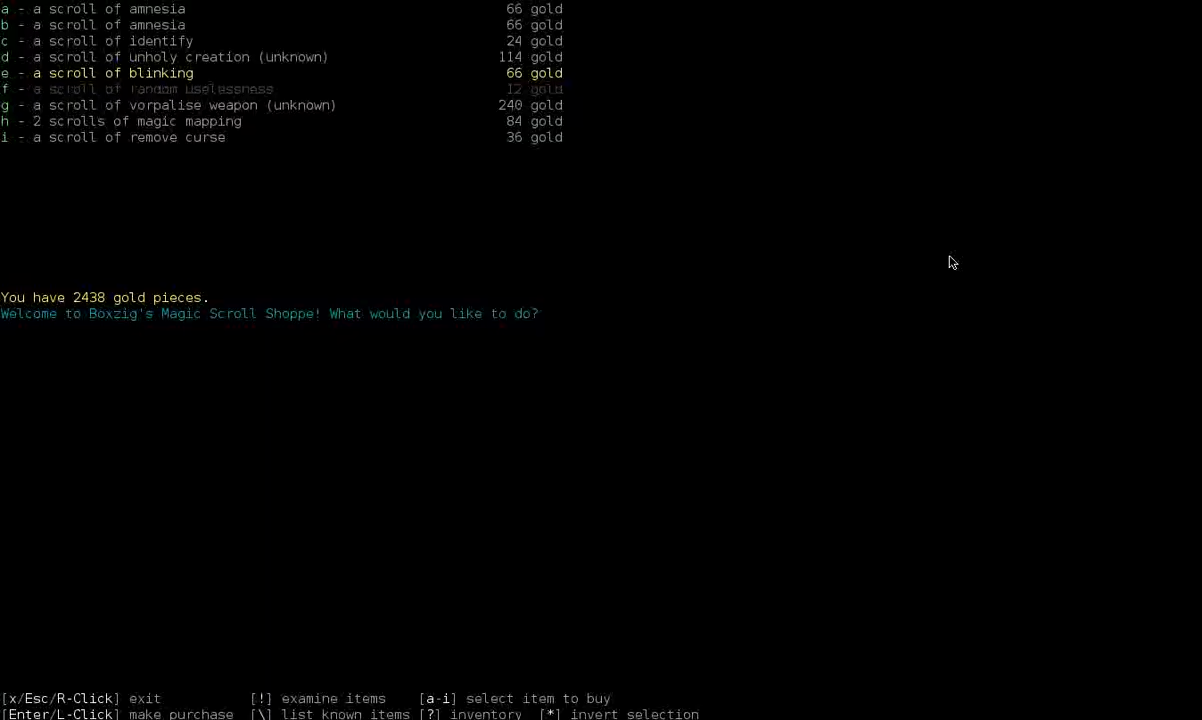 a - a scroll of amnesia 66 gold
b - a scroll of amnesia 66 gold
c - a scroll of identify 24 gold
d - a scroll of unholy creation (unknown) 114 gold
e - a scroll of blinking 66 gold
f - a scroll of random uselessness 12 gold
g - a scroll of vorpalise weapon (unknown) 240 gold
h - 2 scrolls of magic mapping 84 gold
i - a scroll of remove curse 36 gold
You have 2438 gold pieces.
Welcome to Boxzig's Magic Scroll Shoppe! What would you like to do?
[x/Esc/R-Click] exit [!] examine items [a-i] select item to buy
[Enter/L-Click] make purchase [\] list known items [?] inventory [*] invert selection